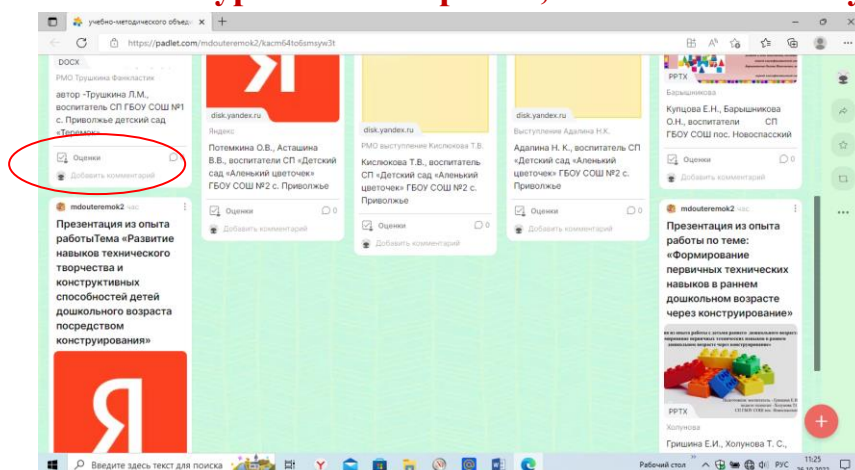 учебно-методического объеди
https://padlet.com/mdouteremok2/kacm64to6smsyw3t
DOCX
РМО Трушкина Фанкластик
автор -Трушкина Л.М.,
воспитатель СП ГБОУ СОШ №1
с. Приволжье детский сад
«Теремок»
Оценки
Добавить комментарий
mdouteremok2 час
Презентация из опыта
работыТема «Развитие
навыков технического
творчества и
конструктивных
способностей детей
дошкольного возраста
посредством
конструирования»
Я
disk.yandex.ru
Яндекс
Потемкина О.В., Асташина
В.В., воспитатели СП «Детский
сад «Аленький цветочек»
ГБОУ СОШ №2 с. Приволжье
Оценки 0
Добавить комментарий
disk.yandex.ru
РМО выступление Кислюкова Т.В.
Кислюкова Т.В., воспитатель
СП «Детский сад «Аленький
цветочек» ГБОУ СОШ №2 с.
Приволжье
Оценки 0
Добавить комментарий
disk.yandex.ru
Выступление Адалина Н.К.
Адалина Н. К., воспитатель СП
«Детский сад «Аленький
цветочек» ГБОУ СОШ №2 с.
Приволжье
Оценки 0
Добавить комментарий
PPTX
Барышникова
Купцова Е.Н., Барышникова
О.Н., воспитатели СП
ГБОУ СОШ пос. Новоспасский
Оценки 0
Добавить комментарий
mdouteremok2 час
Презентация из опыта
работы по теме:
«Формирование
первичных технических
навыков в раннем
дошкольном возрасте
через конструирование»
PPTX
Холунова
Гришина Е.И., Холунова Т. С.,
Введите здесь текст для поиска
Рабочий стол
РУС
11:25